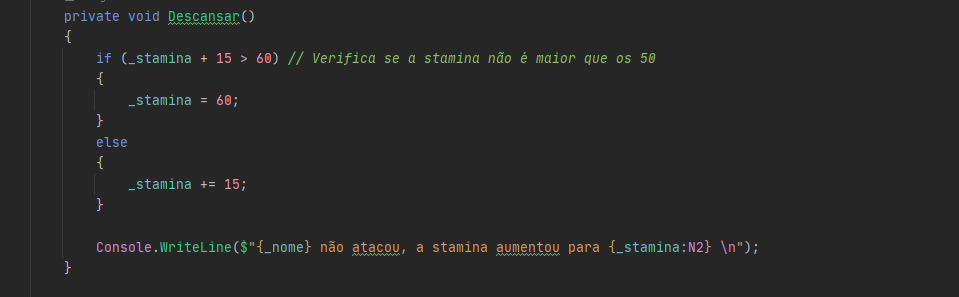 private void Descansar()
{
if (_stamina + 15 > 60) // Verifica se a stamina não é maior que os 50
{
_stamina = 60;
}
else
{
_stamina += 15;
}
Console.WriteLine($"{_nome} não atacou, a stamina aumentou para {_stamina:N2} \n");
}